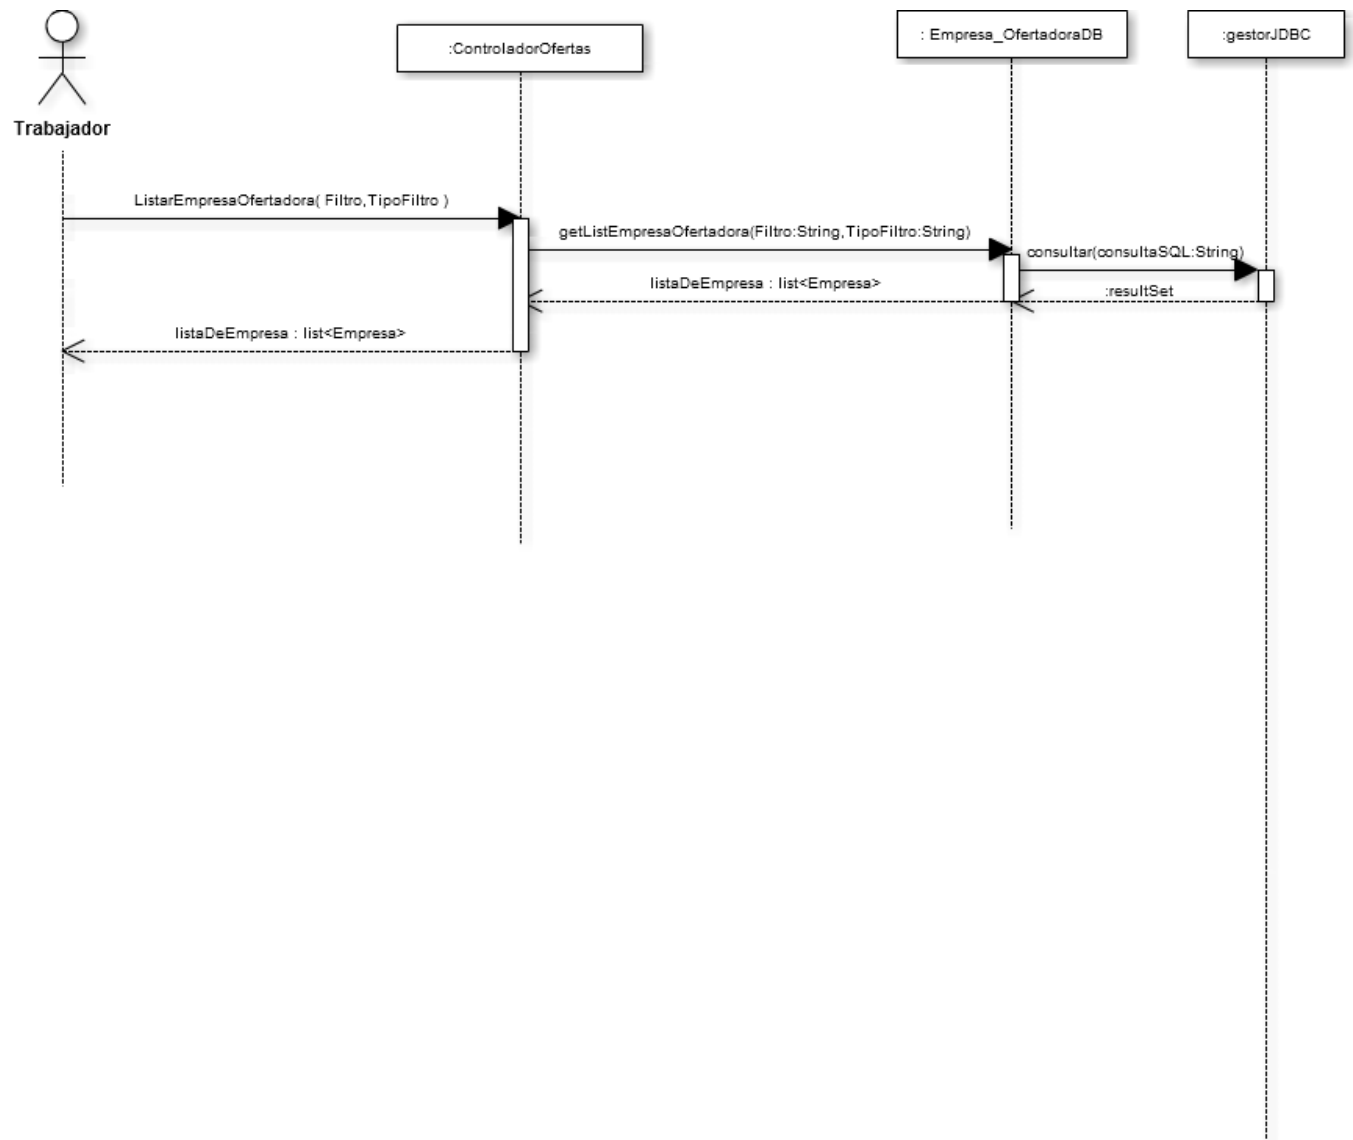 :ControladorOfertas
: Empresa_OfertadoraDB
:gestorJDBC
Trabajador
ListarEmpresaOfertadora( Filtro,TipoFiltro )
getListEmpresaOfertadora(Filtro:String,TipoFiltro:String)
consultar(consultaSQL:String)
listaDeEmpresa : list<Empresa>
:resultSet
listaDeEmpresa : list<Empresa>